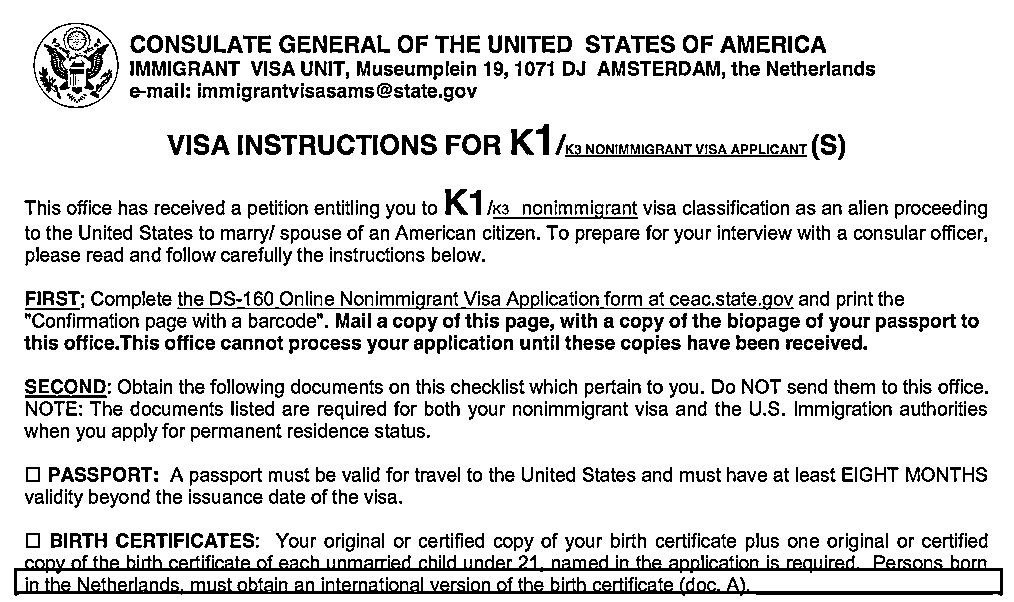 CONSULATE GENERAL OF THE UNITED STATES OF AMERICA
IMMIGRANT VISA UNIT, Museumplein 19, 1071 DJ AMSTERDAM, the Netherlands
e-mail: immigrantvisasams@state.gov
VISA INSTRUCTIONS FOR K1/K3 NONIMMIGRANT VISA APPLICANT (S)
This office has received a petition entitling you to K1/K3 nonimmigrant visa classification as an alien proceeding
to the United States to marry/ spouse of an American citizen. To prepare for your interview with a consular officer,
please read and follow carefully the instructions below.
FIRST; Complete the DS-160 Online Nonimmigrant Visa Application form at ceac.state.gov and print the
"Confirmation page with a barcode". Mail a copy of this page, with a copy of the biopage of your passport to
this office.This office cannot process your application until these copies have been received.
SECOND: Obtain the following documents on this checklist which pertain to you. Do NOT send them to this office.
NOTE: The documents listed are required for both your nonimmigrant visa and the U.S. Immigration authorities
when you apply for permanent residence status.
☐ PASSPORT: A passport must be valid for travel to the United States and must have at least EIGHT MONTHS
validity beyond the issuance date of the visa.
☐ BIRTH CERTIFICATES: Your original or certified copy of your birth certificate plus one original or certified
copy of the birth certificate of each unmarried child under 21, named in the application is required. Persons born
in the Netherlands, must obtain an international version of the birth certificate (doc. A).